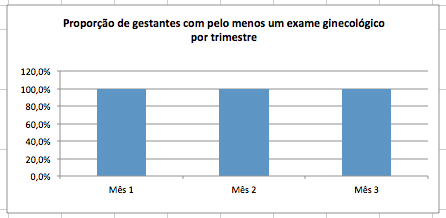 Proporção de gestantes com pelo menos um exame ginecológico
por trimestre
120,0%
100,0%
80,0%
60,0%
40,0%
20,0%
0,0%
Mês 1 Mês 2 Mês 3